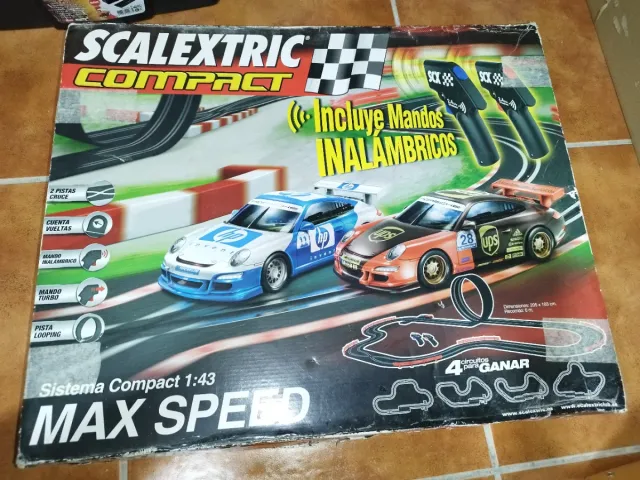 SCALEXTRIC
COMPACT
SCX
SCX
Incluye Mandos
INALÁMBRICOS
2 PISTAS
CRUCE
CUENTA
VUELTAS
MANDO
INALÁMBRICO
MANDO
TURBO
PISTA
LOOPING
hp
hp
ups
28
ups
4 circuitos
para GANAR
Sistema Compact 1:43
MAX SPEED